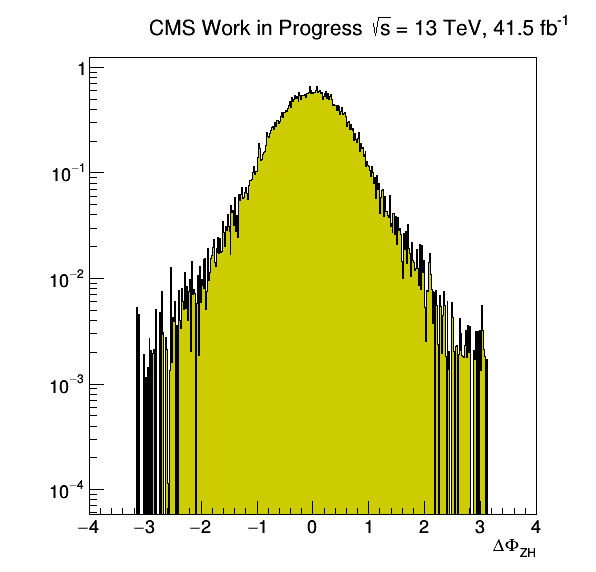 CMS Work in Progress √s = 13 TeV, 41.5 fb⁻¹
1
10⁻¹
10⁻²
10⁻³
10⁻⁴
−4 −3 −2 −1 0 1 2 3 4
ΔΦ_ZH